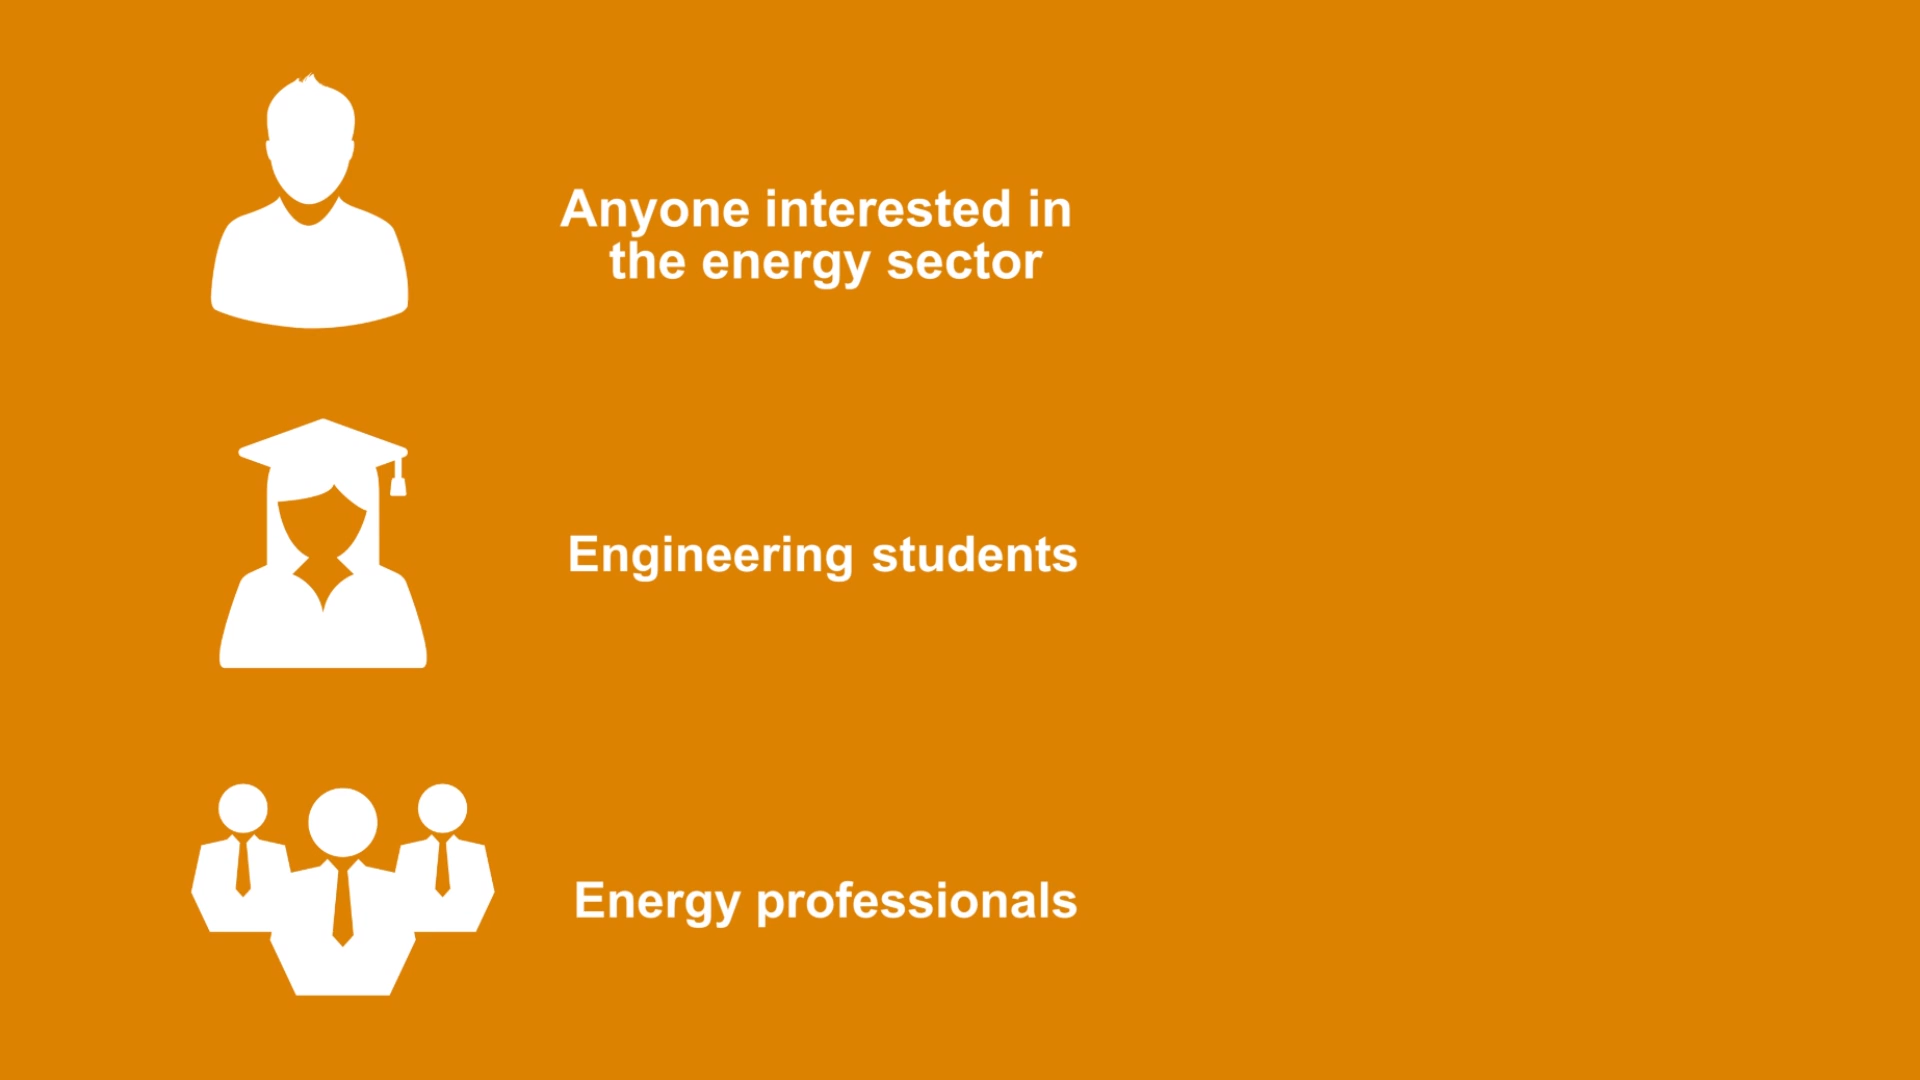 Anyone interested in
the energy sector
Engineering students
Energy professionals